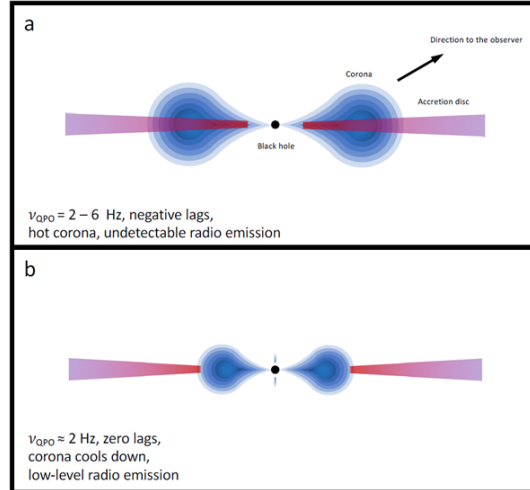 a
Direction to the observer
Corona
Accretion disc
Black hole
νQPO = 2 – 6 Hz, negative lags,
hot corona, undetectable radio emission
b
νQPO ≈ 2 Hz, zero lags,
corona cools down,
low-level radio emission